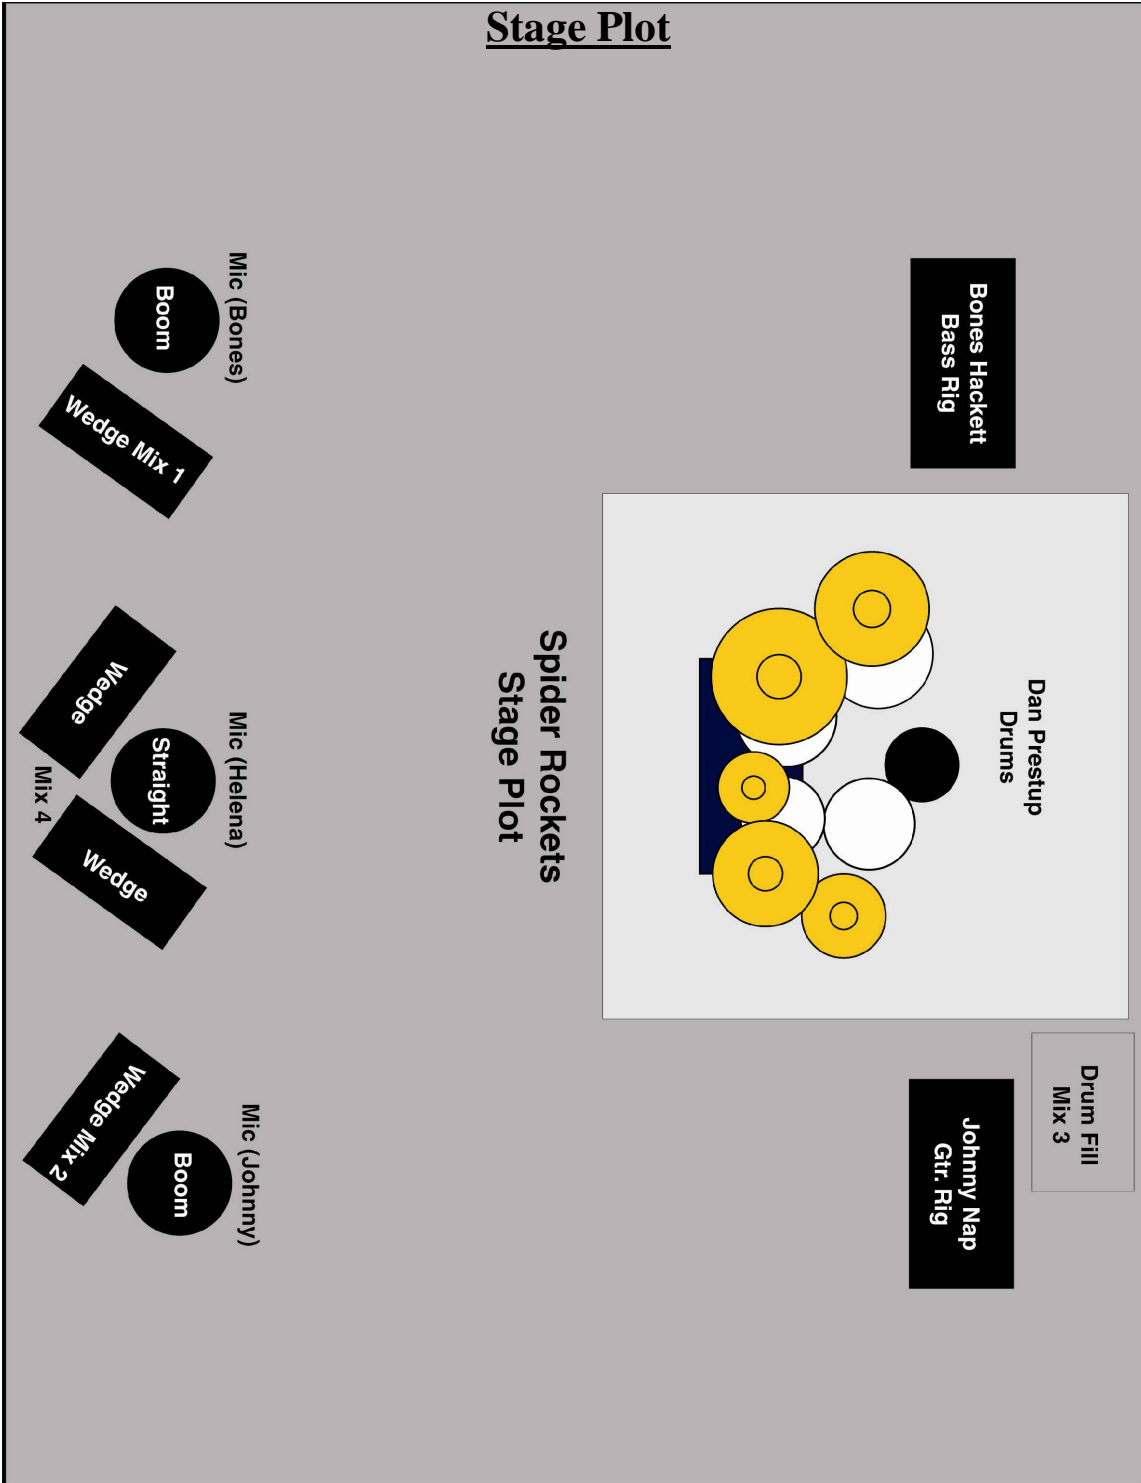 Stage Plot
Bones Hackett
Bass Rig
Dan Prestup
Drums
Drum Fill
Mix 3
Johnny Nap
Gtr. Rig
Spider Rockets
Stage Plot
Mic (Bones)
Boom
Wedge Mix 1
Mic (Helena)
Straight
Wedge
Mix 4
Wedge
Mic (Johnny)
Boom
Wedge Mix 2